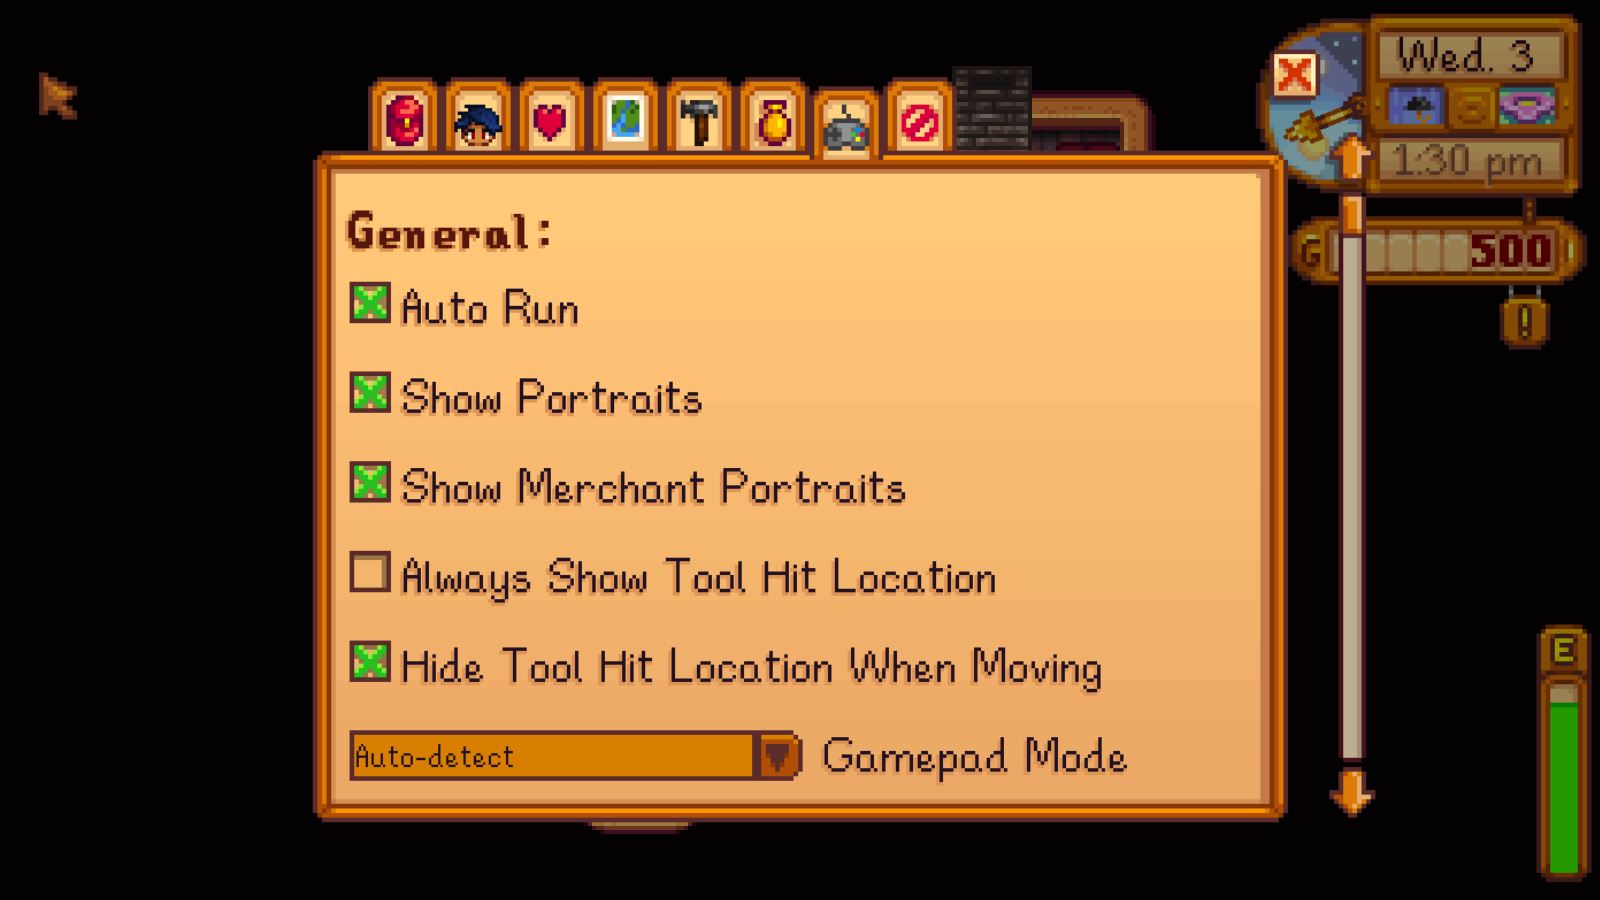 Wed. 3
1:30 pm
G 500
!
General:
Auto Run
Show Portraits
Show Merchant Portraits
Always Show Tool Hit Location
Hide Tool Hit Location When Moving
Auto-detect Gamepad Mode
E